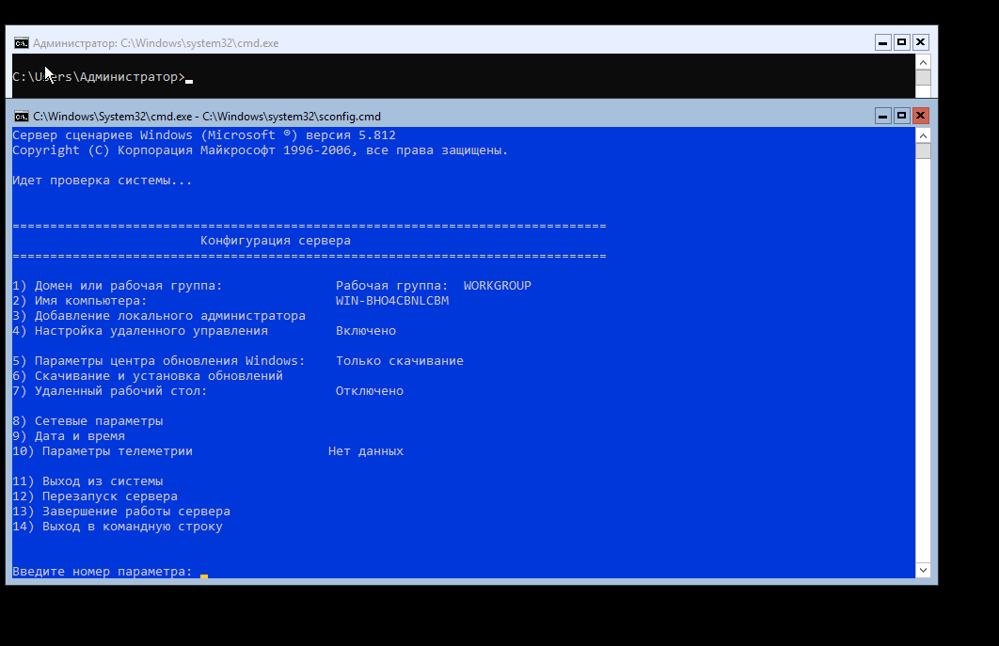 Администратор: C:\Windows\system32\cmd.exe
C:\Users\Администратор>
C:\Windows\System32\cmd.exe - C:\Windows\system32\sconfig.cmd
Сервер сценариев Windows (Microsoft ®) версия 5.812
Copyright (C) Корпорация Майкрософт 1996-2006, все права защищены.
Идет проверка системы...
===============================================================================
Конфигурация сервера
===============================================================================
1) Домен или рабочая группа: Рабочая группа: WORKGROUP
2) Имя компьютера: WIN-BHO4CBNLCBM
3) Добавление локального администратора
4) Настройка удаленного управления Включено
5) Параметры центра обновления Windows: Только скачивание
6) Скачивание и установка обновлений
7) Удаленный рабочий стол: Отключено
8) Сетевые параметры
9) Дата и время
10) Параметры телеметрии Нет данных
11) Выход из системы
12) Перезапуск сервера
13) Завершение работы сервера
14) Выход в командную строку
Введите номер параметра: